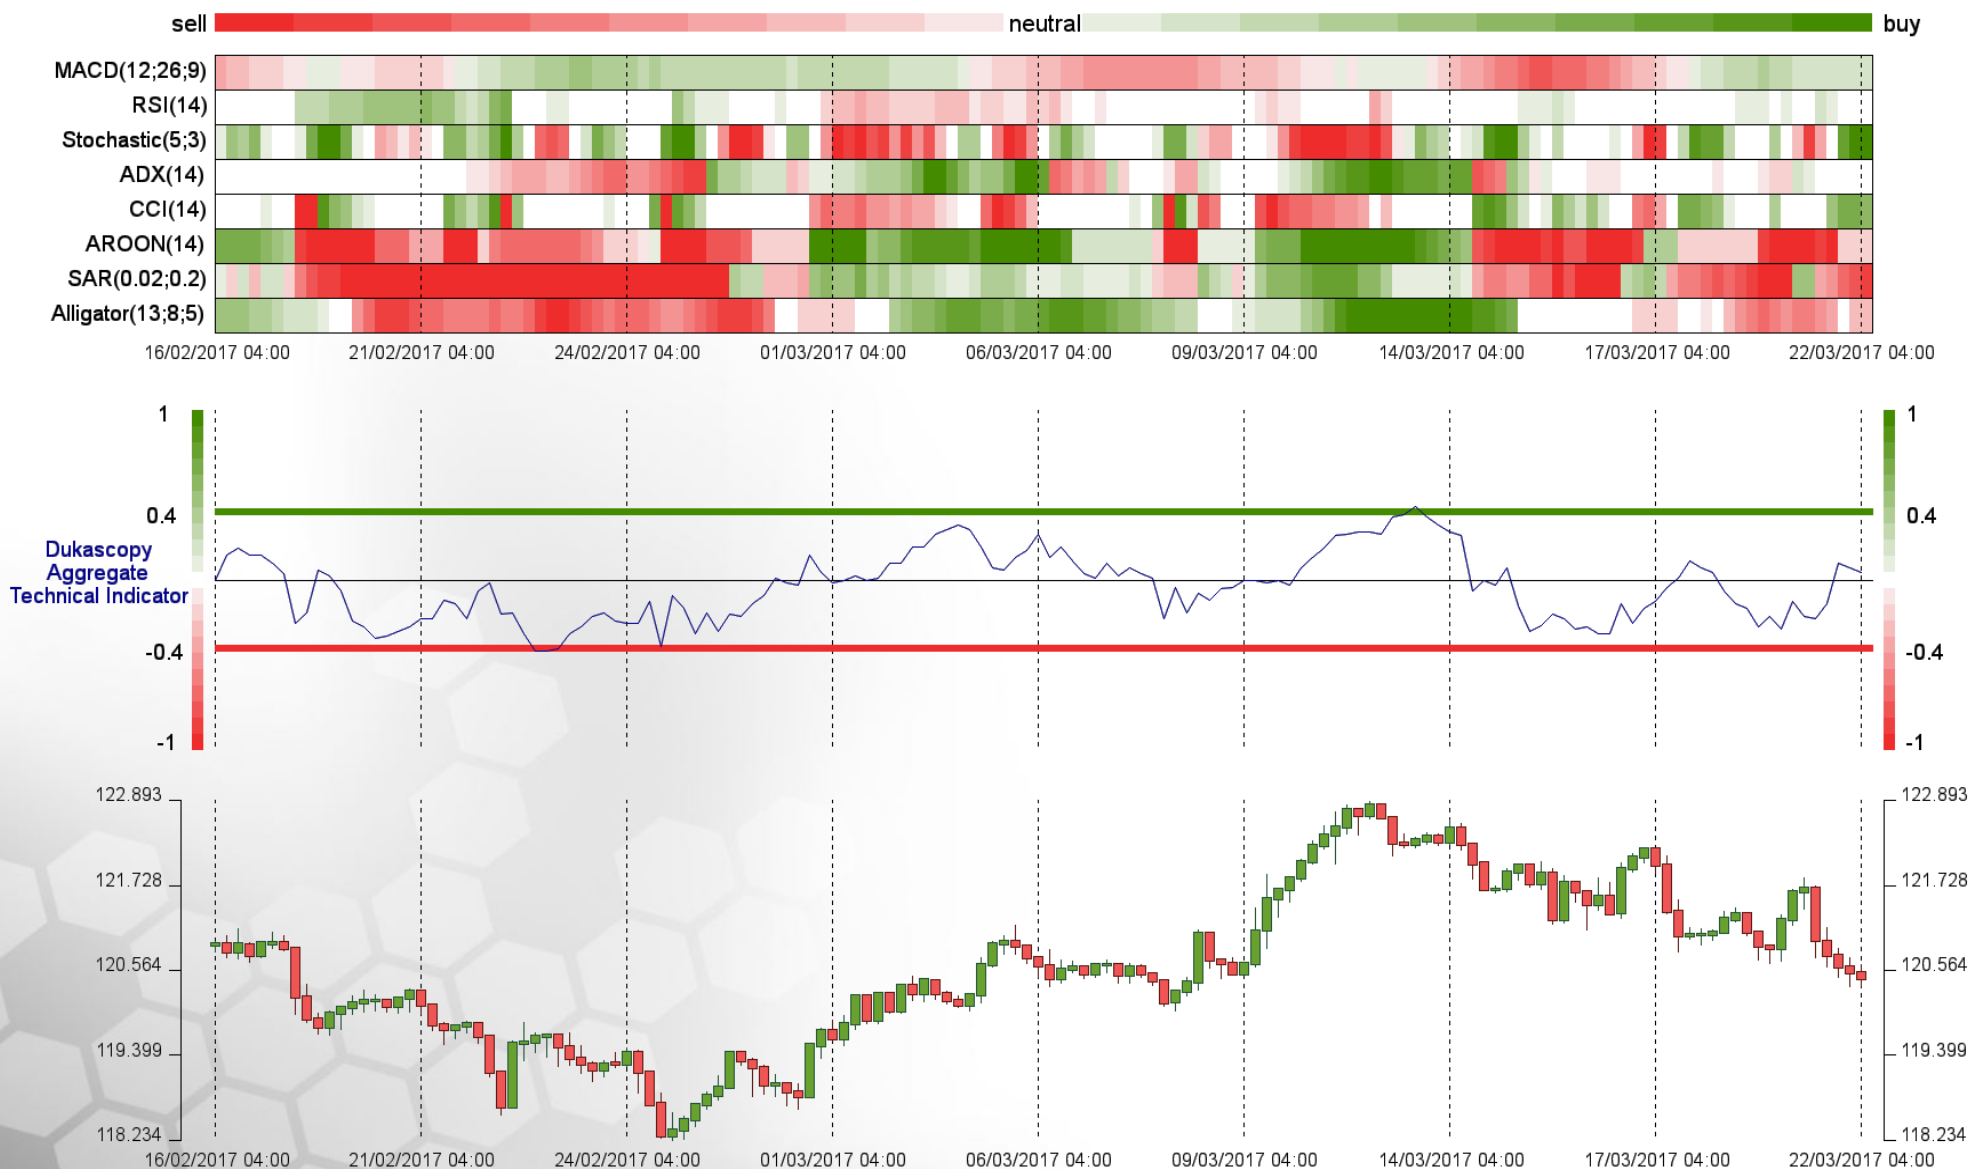 sell neutral buy
MACD(12;26;9)
RSI(14)
Stochastic(5;3)
ADX(14)
CCI(14)
AROON(14)
SAR(0.02;0.2)
Alligator(13;8;5)
16/02/2017 04:00 21/02/2017 04:00 24/02/2017 04:00 01/03/2017 04:00 06/03/2017 04:00 09/03/2017 04:00 14/03/2017 04:00 17/03/2017 04:00 22/03/2017 04:00
1 1
0.4 0.4
Dukascopy
Aggregate
Technical Indicator
-0.4 -0.4
-1 -1
122.893 122.893
121.728 121.728
120.564 120.564
119.399 119.399
118.234 118.234
16/02/2017 04:00 21/02/2017 04:00 24/02/2017 04:00 01/03/2017 04:00 06/03/2017 04:00 09/03/2017 04:00 14/03/2017 04:00 17/03/2017 04:00 22/03/2017 04:00